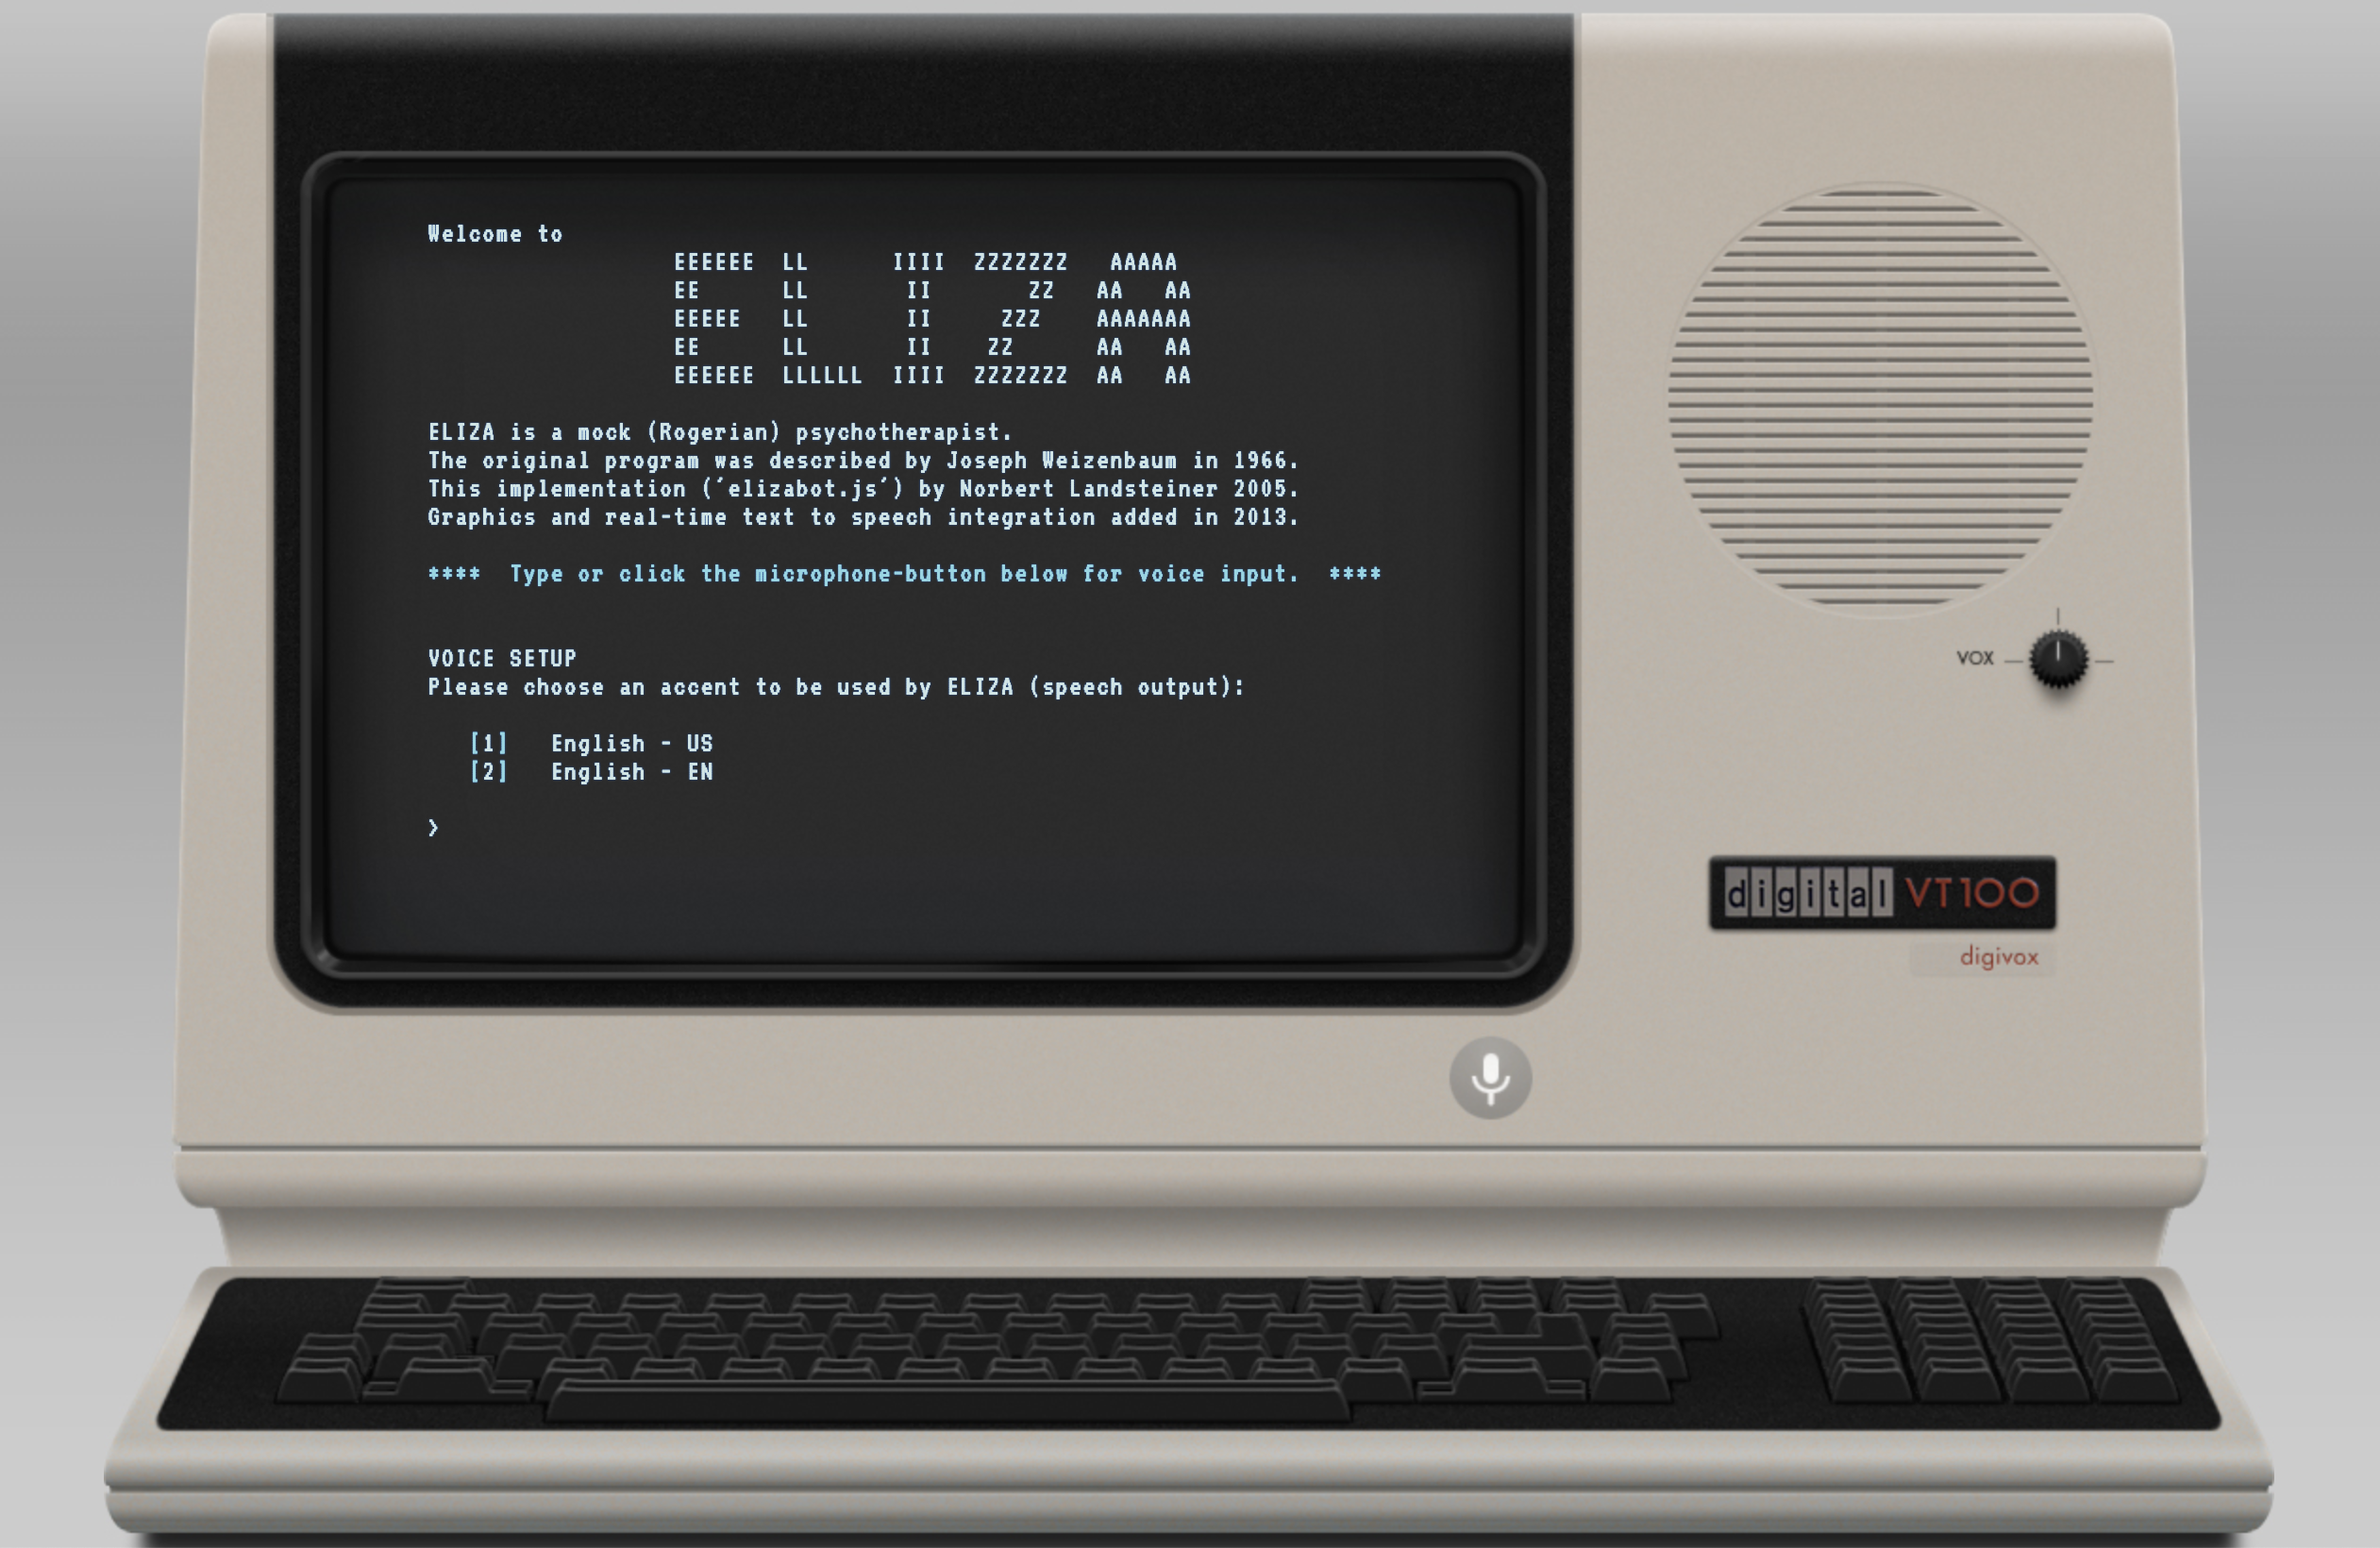 Welcome to
EEEEEE  LL      IIII  ZZZZZZZ   AAAAA
EE      LL       II       ZZ   AA   AA
EEEEE   LL       II     ZZZ    AAAAAAA
EE      LL       II    ZZ      AA   AA
EEEEEE  LLLLLL  IIII  ZZZZZZZ  AA   AA
ELIZA is a mock (Rogerian) psychotherapist.
The original program was described by Joseph Weizenbaum in 1966.
This implementation (´elizabot.js´) by Norbert Landsteiner 2005.
Graphics and real-time text to speech integration added in 2013.
****  Type or click the microphone-button below for voice input.  ****
VOICE SETUP
Please choose an accent to be used by ELIZA (speech output):
[1]   English - US
[2]   English - EN
>
VOX
digital VT100
digivox